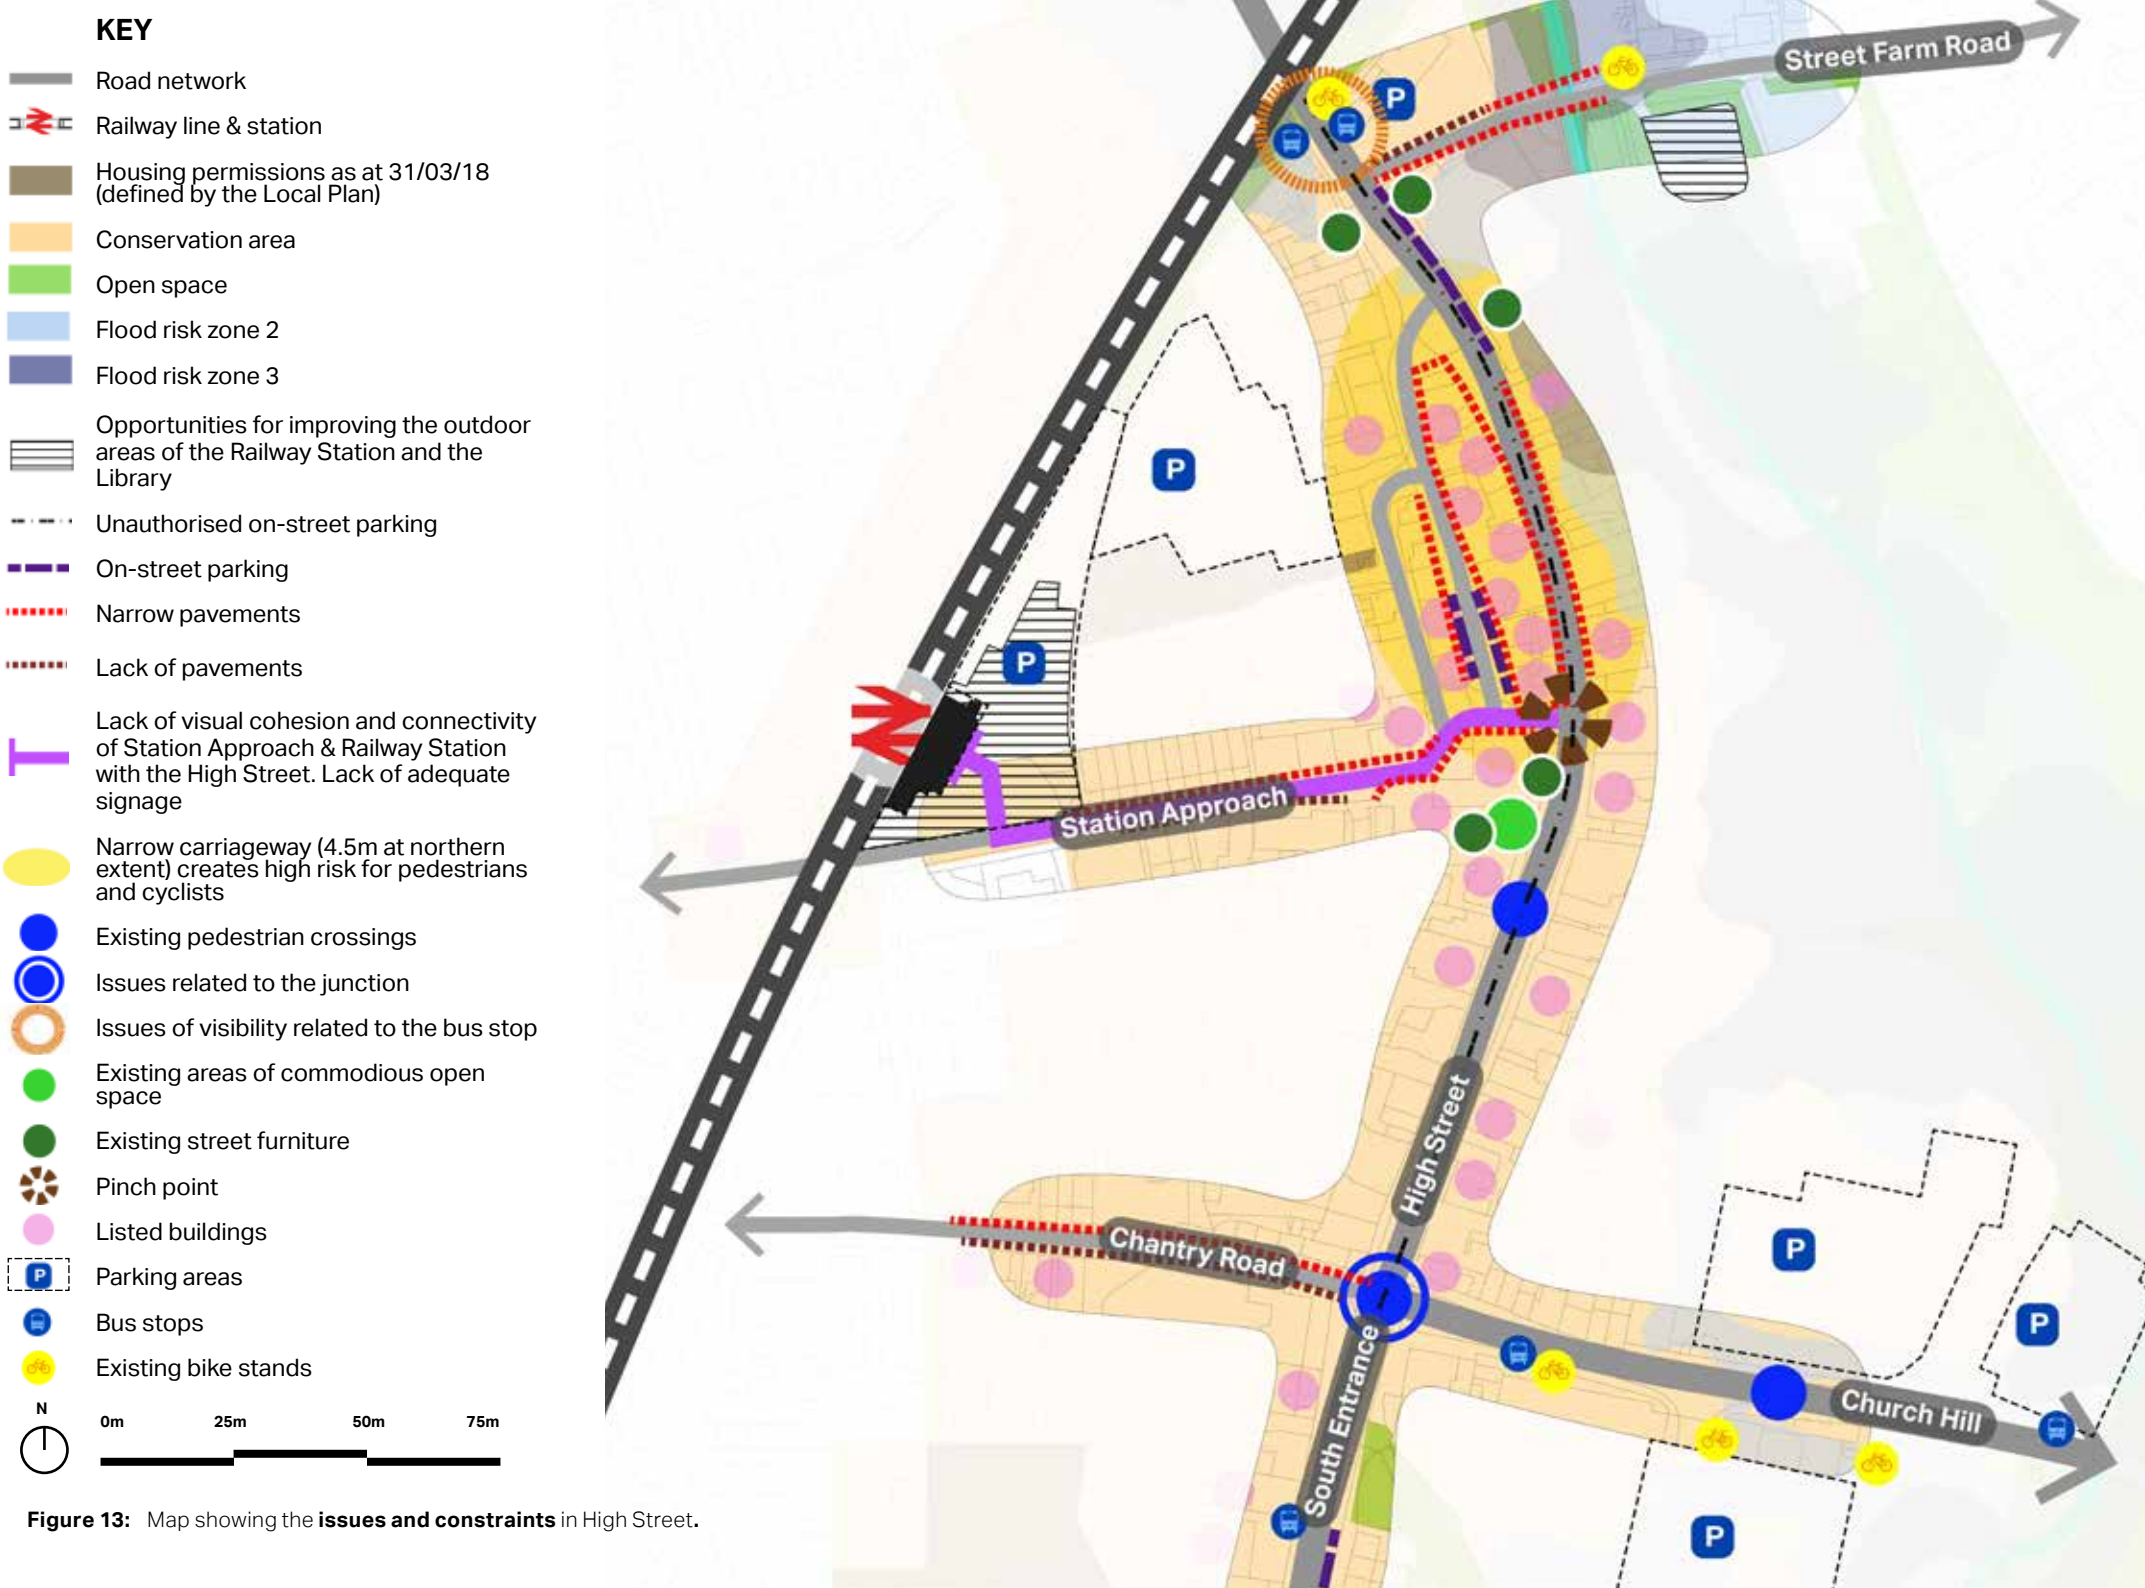 KEY
Road network
Railway line & station
Housing permissions as at 31/03/18
(defined by the Local Plan)
Conservation area
Open space
Flood risk zone 2
Flood risk zone 3
Opportunities for improving the outdoor
areas of the Railway Station and the
Library
Unauthorised on-street parking
On-street parking
Narrow pavements
Lack of pavements
Lack of visual cohesion and connectivity
of Station Approach & Railway Station
with the High Street. Lack of adequate
signage
Narrow carriageway (4.5m at northern
extent) creates high risk for pedestrians
and cyclists
Existing pedestrian crossings
Issues related to the junction
Issues of visibility related to the bus stop
Existing areas of commodious open
space
Existing street furniture
Pinch point
Listed buildings
P Parking areas
Bus stops
Existing bike stands
N
0m 25m 50m 75m
Figure 13: Map showing the issues and constraints in High Street.
Street Farm Road
P
P
P
Station Approach
High Street
Chantry Road
South Entrance
Church Hill
P
P
P